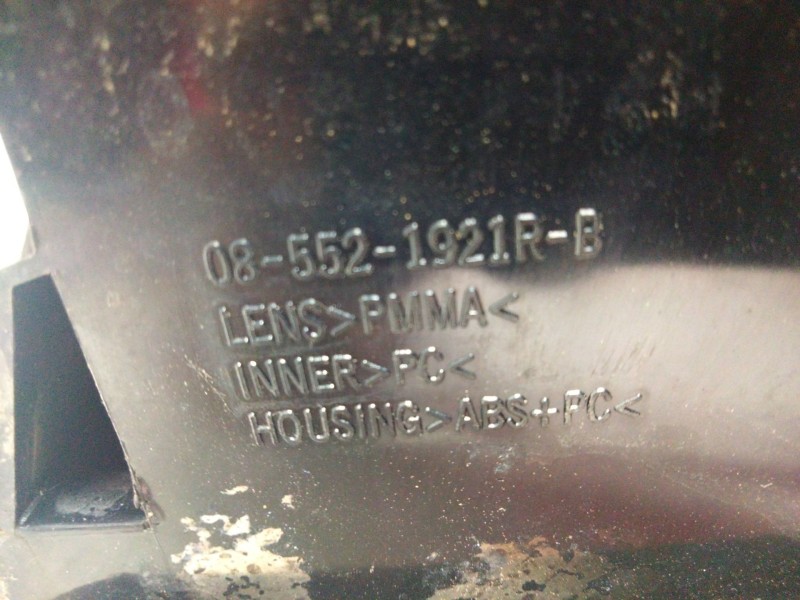 08-552-1921R-B
LENS>PMMA<
INNER>PC<
HOUSING>ABS+PC<